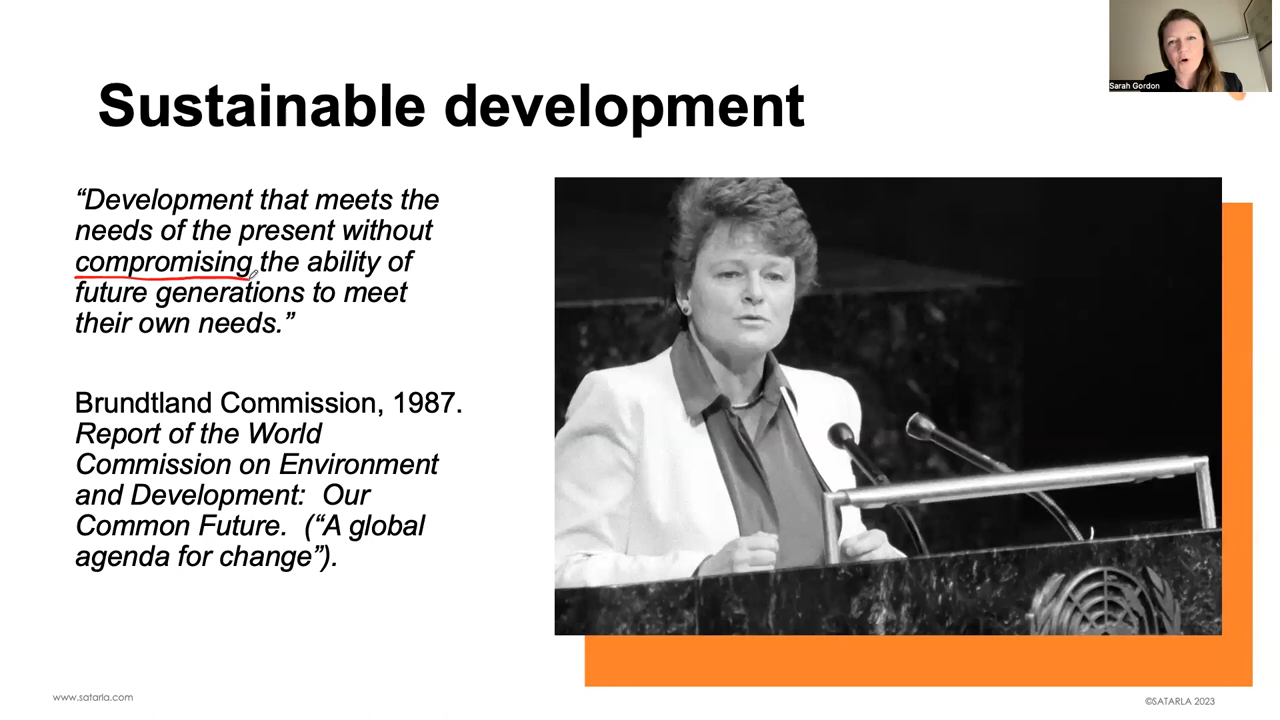 Sarah Gordon
Sustainable development
“Development that meets the
needs of the present without
compromising the ability of
future generations to meet
their own needs.”
Brundtland Commission, 1987.
Report of the World
Commission on Environment
and Development:  Our
Common Future.  (“A global
agenda for change”).
www.satarla.com
©SATARLA 2023